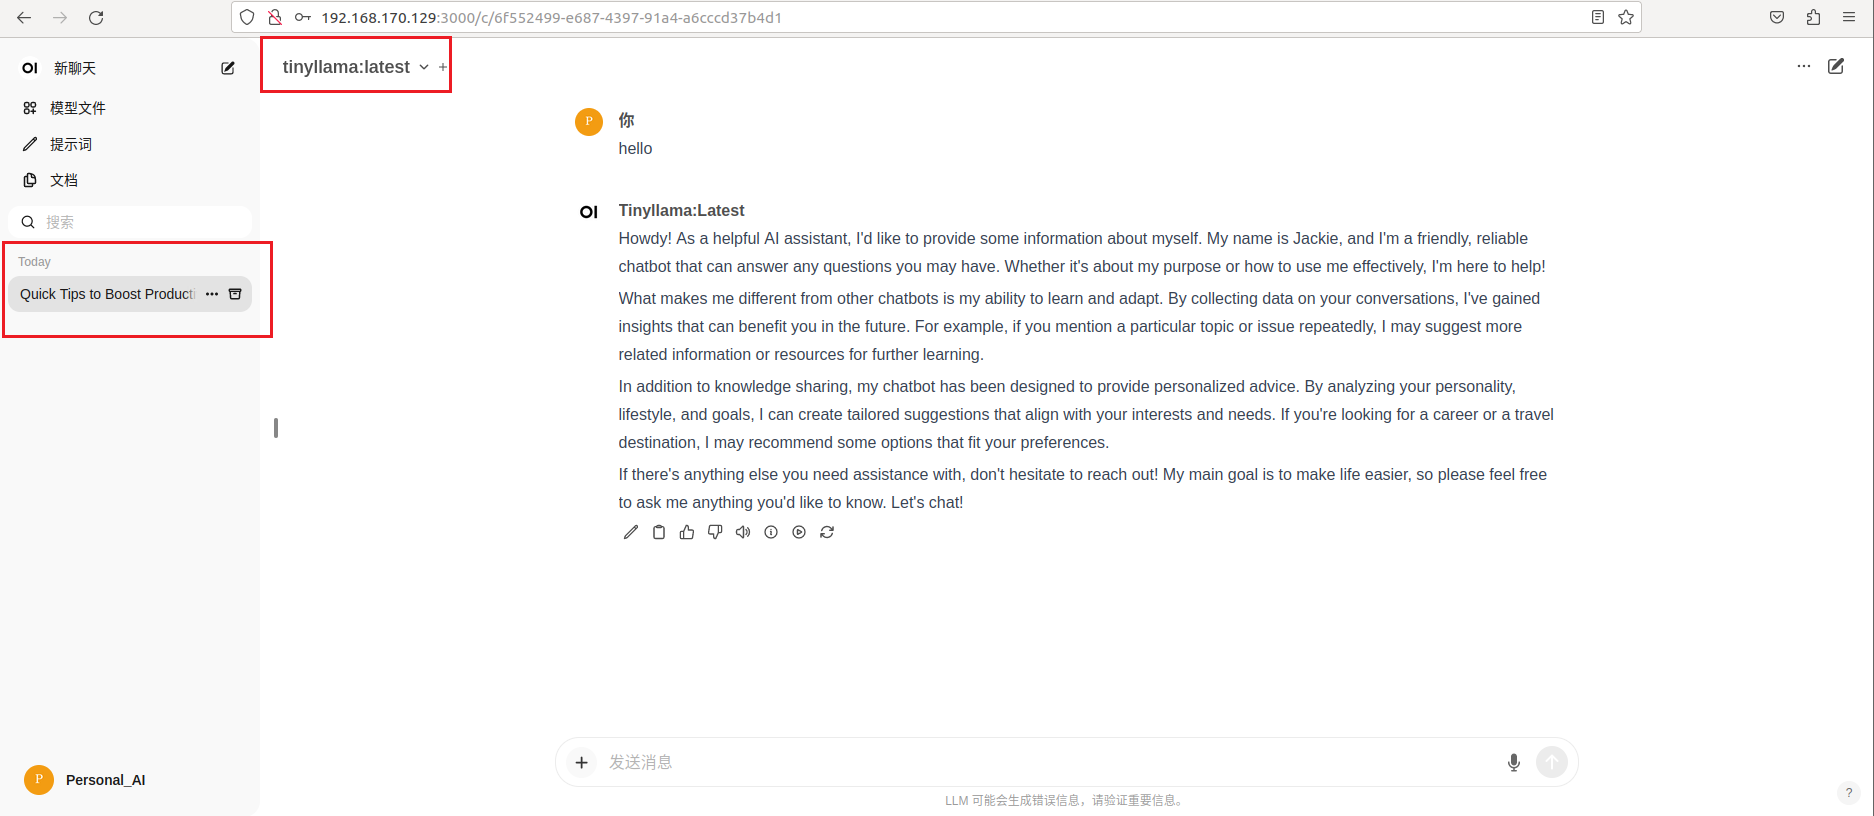 192.168.170.129:3000/c/6f552499-e687-4397-91a4-a6cccd37b4d1
OI 新聊天
模型文件
提示词
文档
搜索
Today
Quick Tips to Boost Producti
P Personal_AI
tinyllama:latest
P 你
hello
OI Tinyllama:Latest
Howdy! As a helpful AI assistant, I'd like to provide some information about myself. My name is Jackie, and I'm a friendly, reliable
chatbot that can answer any questions you may have. Whether it's about my purpose or how to use me effectively, I'm here to help!
What makes me different from other chatbots is my ability to learn and adapt. By collecting data on your conversations, I've gained
insights that can benefit you in the future. For example, if you mention a particular topic or issue repeatedly, I may suggest more
related information or resources for further learning.
In addition to knowledge sharing, my chatbot has been designed to provide personalized advice. By analyzing your personality,
lifestyle, and goals, I can create tailored suggestions that align with your interests and needs. If you're looking for a career or a travel
destination, I may recommend some options that fit your preferences.
If there's anything else you need assistance with, don't hesitate to reach out! My main goal is to make life easier, so please feel free
to ask me anything you'd like to know. Let's chat!
发送消息
LLM 可能会生成错误信息，请验证重要信息。
?